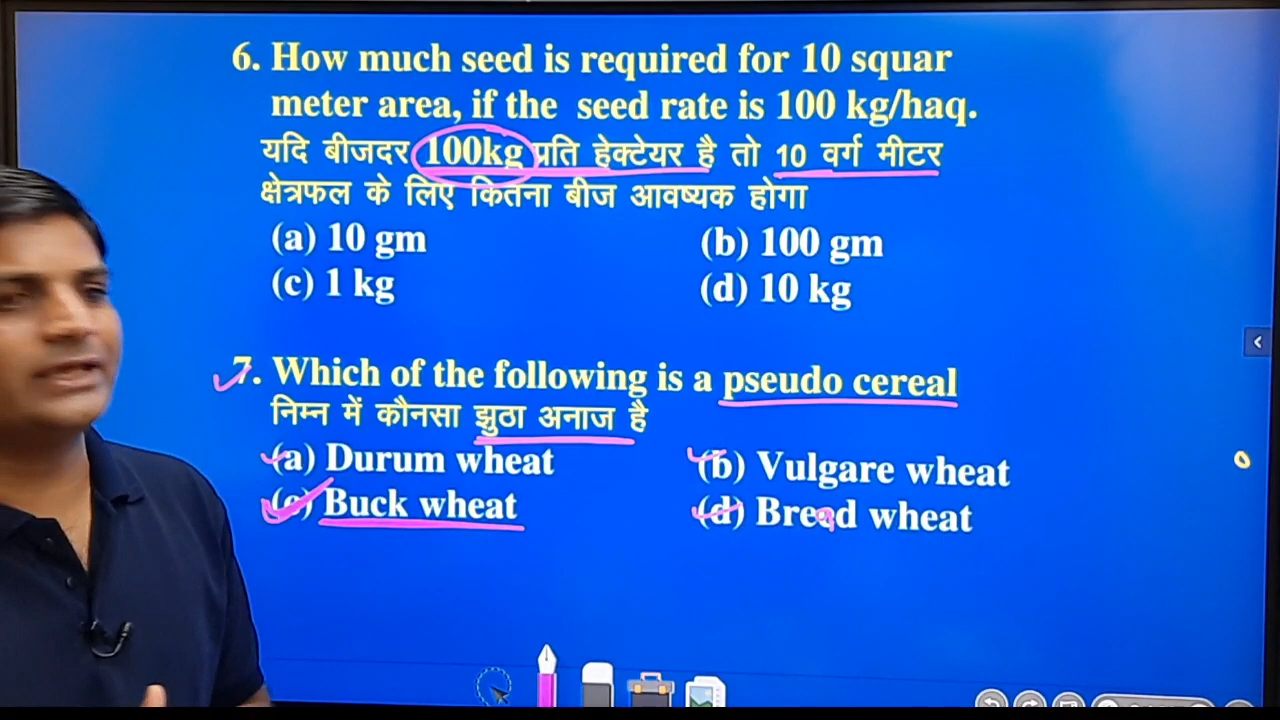 6. How much seed is required for 10 squar
meter area, if the seed rate is 100 kg/haq.
यदि बीजदर 100kg प्रति हेक्टेयर है तो 10 वर्ग मीटर
क्षेत्रफल के लिए कितना बीज आवष्यक होगा
(a) 10 gm (b) 100 gm
(c) 1 kg (d) 10 kg
7. Which of the following is a pseudo cereal
निम्न में कौनसा झुठा अनाज है
(a) Durum wheat (b) Vulgare wheat
(c) Buck wheat (d) Bread wheat